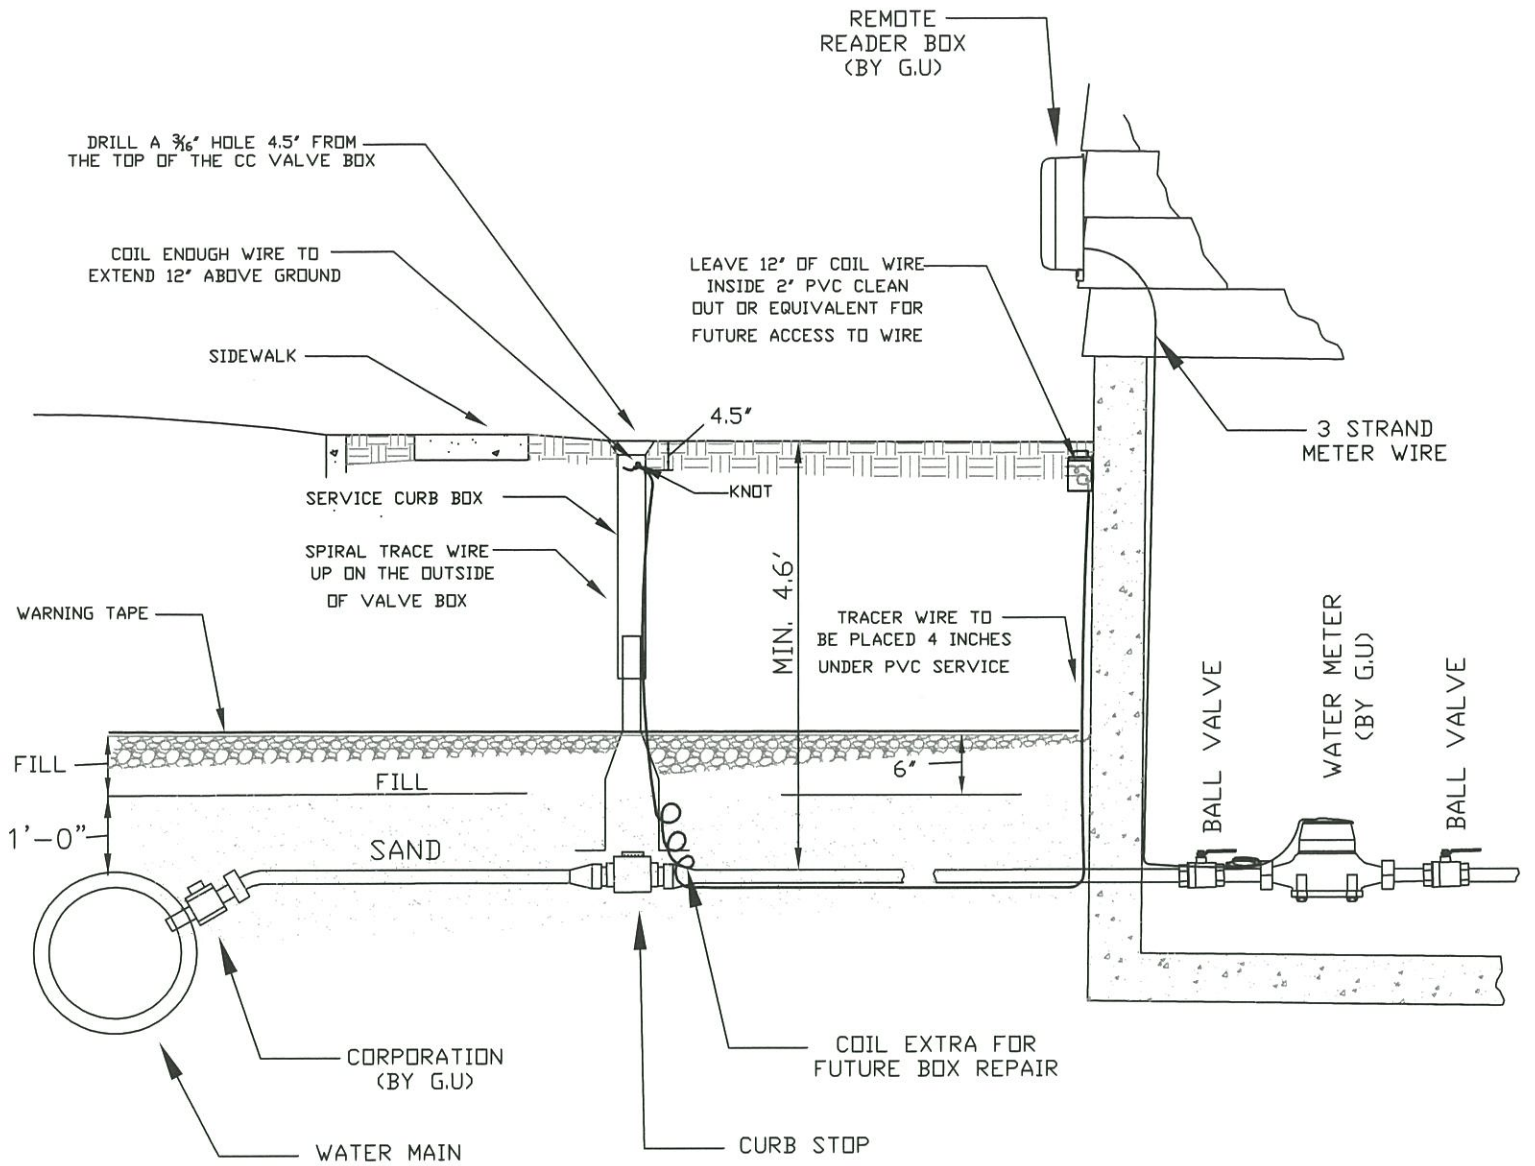 REMOTE
READER BOX
(BY G.U)
DRILL A 3/16" HOLE 4.5" FROM
THE TOP OF THE CC VALVE BOX
COIL ENOUGH WIRE TO
EXTEND 12" ABOVE GROUND
LEAVE 12" OF COIL WIRE
INSIDE 2" PVC CLEAN
OUT OR EQUIVALENT FOR
FUTURE ACCESS TO WIRE
SIDEWALK
4.5"
3 STRAND
METER WIRE
KNOT
SERVICE CURB BOX
SPIRAL TRACE WIRE
UP ON THE OUTSIDE
OF VALVE BOX
MIN. 4.6'
WARNING TAPE
TRACER WIRE TO
BE PLACED 4 INCHES
UNDER PVC SERVICE
BALL VALVE
WATER METER
(BY G.U)
BALL VALVE
FILL
FILL
6"
1'-0"
SAND
CORPORATION
(BY G.U)
COIL EXTRA FOR
FUTURE BOX REPAIR
WATER MAIN
CURB STOP